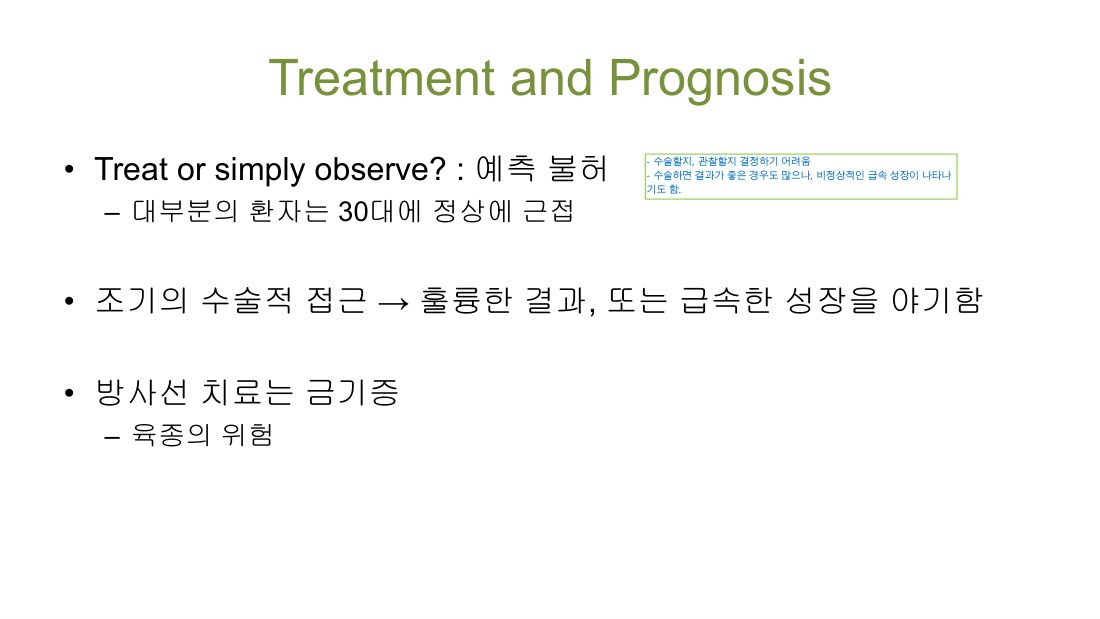 Treatment and Prognosis
• Treat or simply observe? : 예측 불허
- 수술할지, 관찰할지 결정하기 어려움
- 수술하면 결과가 좋은 경우도 많으나, 비정상적인 급속 성장이 나타나
기도 함.
– 대부분의 환자는 30대에 정상에 근접
• 조기의 수술적 접근 → 훌륭한 결과, 또는 급속한 성장을 야기함
• 방사선 치료는 금기증
– 육종의 위험